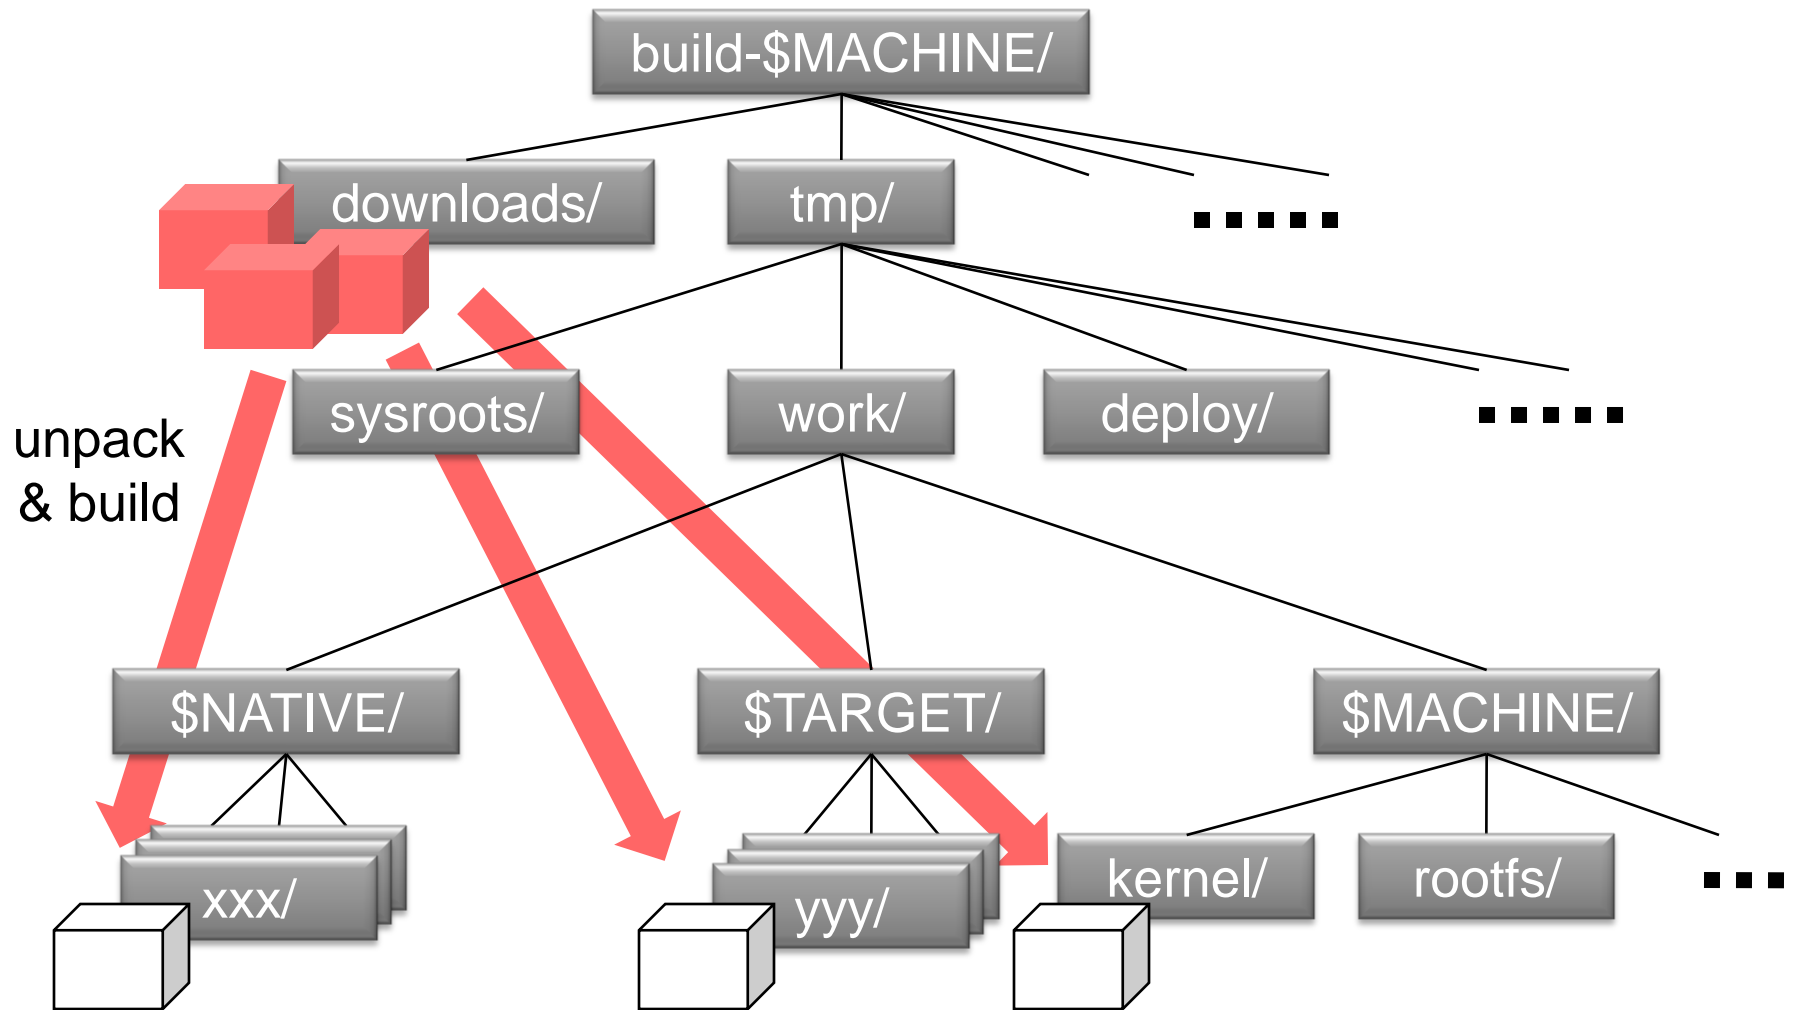 build-$MACHINE/
downloads/
tmp/
sysroots/
work/
deploy/
unpack
& build
$NATIVE/
$TARGET/
$MACHINE/
xxx/
yyy/
kernel/
rootfs/